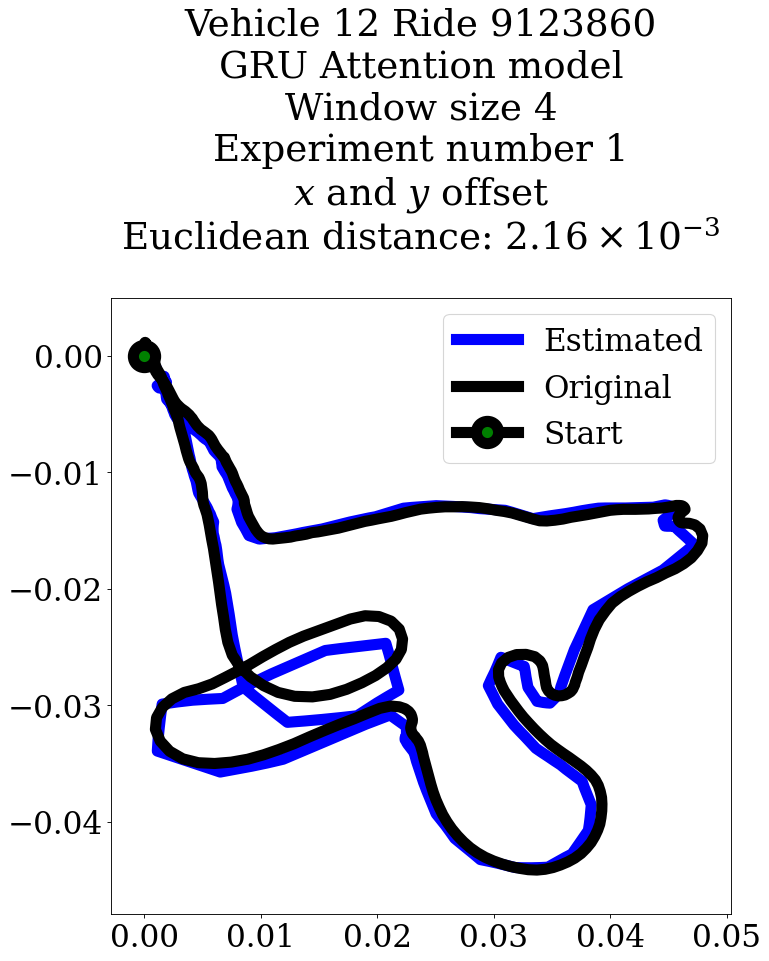 Vehicle 12 Ride 9123860
GRU Attention model
Window size 4
Experiment number 1
x and y offset
Euclidean distance: 2.16 × 10⁻³
Estimated
Original
Start
0.00
−0.01
−0.02
−0.03
−0.04
0.00 0.01 0.02 0.03 0.04 0.05